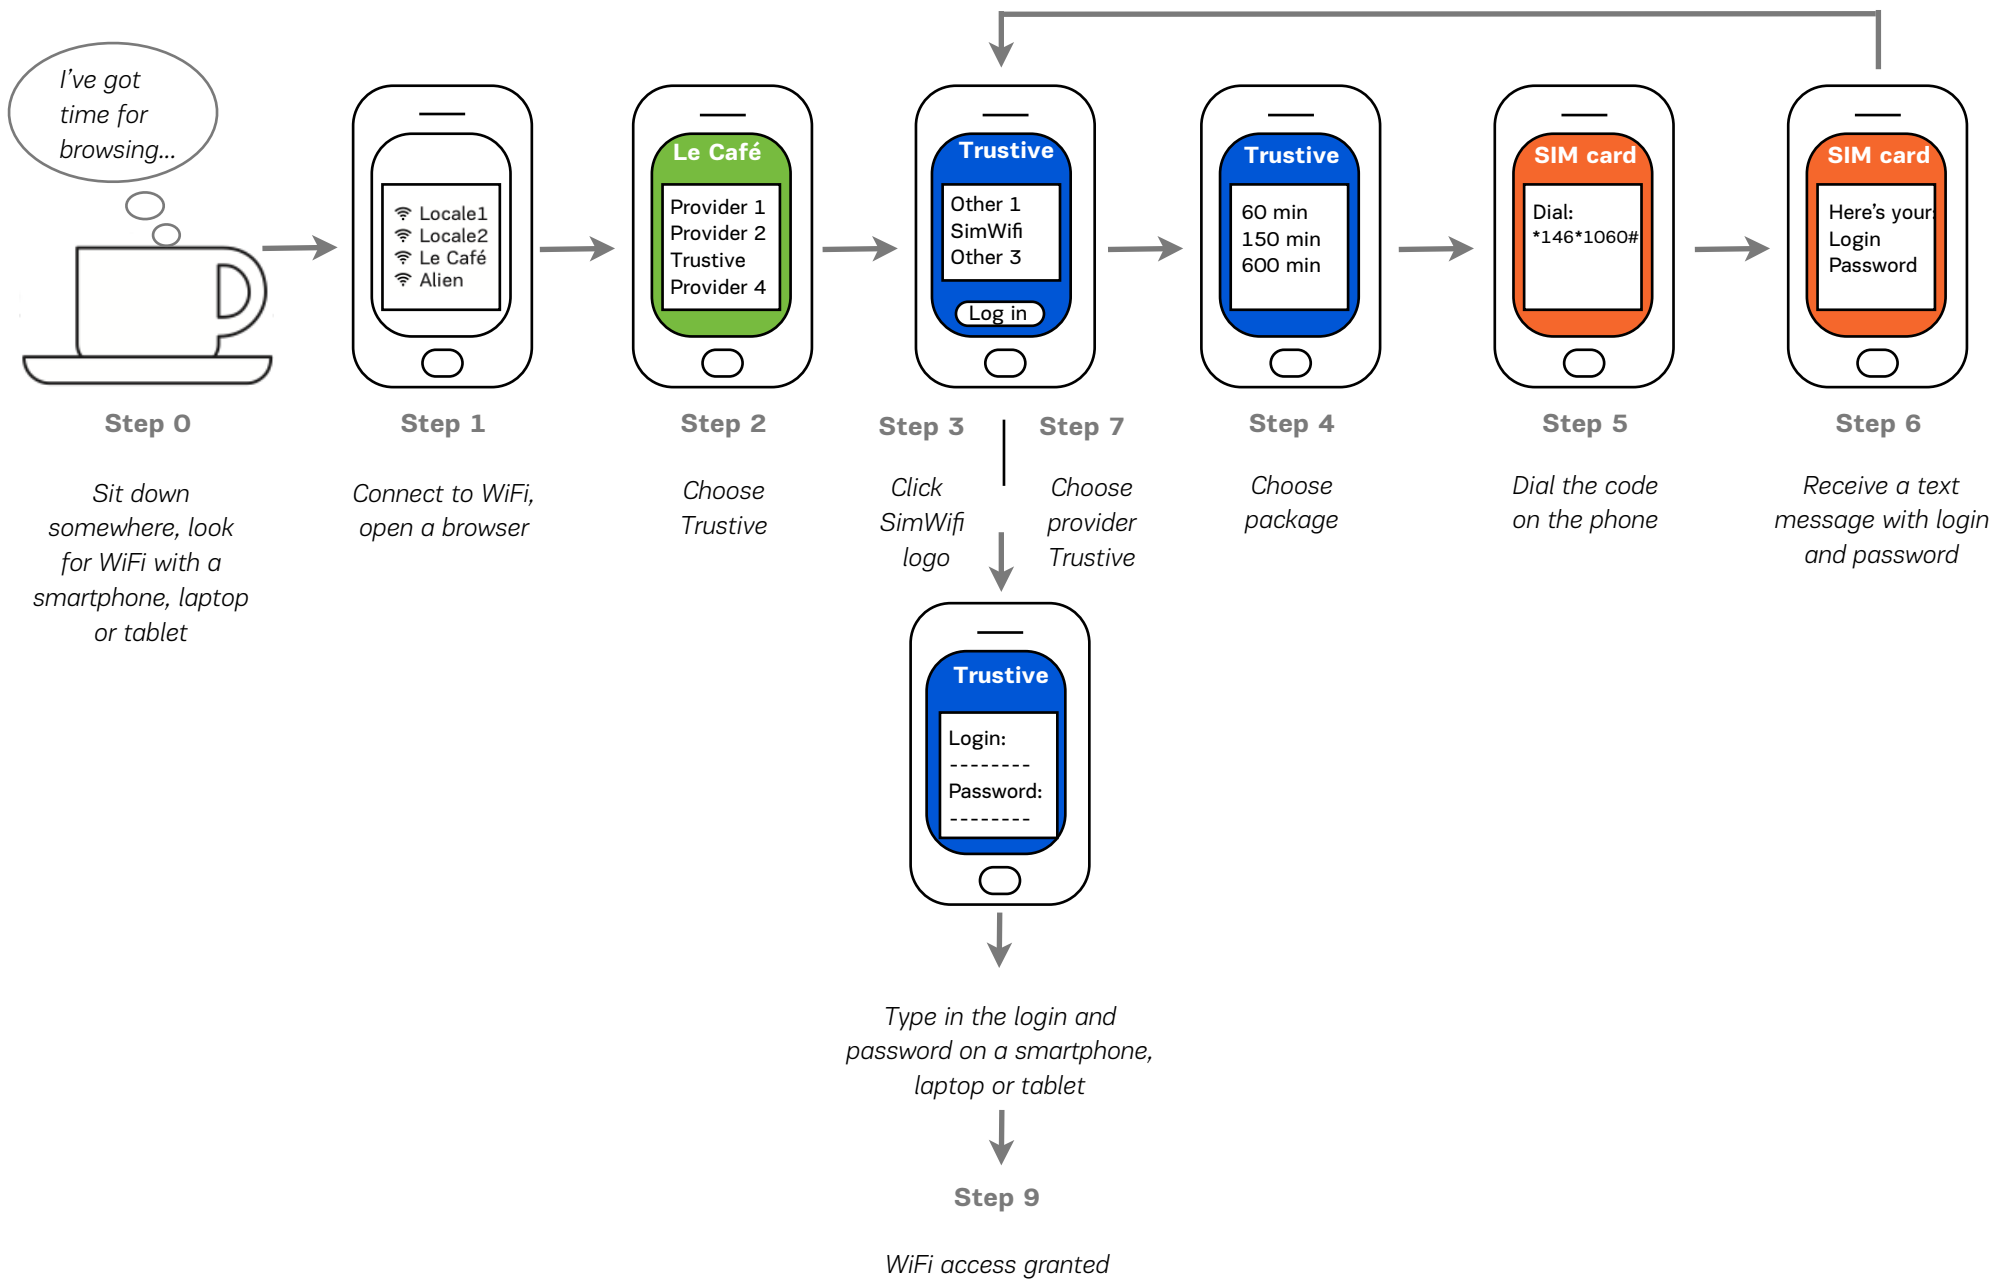 I've got
time for
browsing...
Locale1
Locale2
Le Café
Alien
Le Café
Provider 1
Provider 2
Trustive
Provider 4
Trustive
Other 1
SimWifi
Other 3
Log in
Trustive
60 min
150 min
600 min
SIM card
Dial:
*146*1060#
SIM card
Here's your:
Login
Password
Step 0
Sit down
somewhere, look
for WiFi with a
smartphone, laptop
or tablet
Step 1
Connect to WiFi,
open a browser
Step 2
Choose
Trustive
Step 3
Click
SimWifi
logo
Step 7
Choose
provider
Trustive
Step 4
Choose
package
Step 5
Dial the code
on the phone
Step 6
Receive a text
message with login
and password
Trustive
Login:
--------
Password:
--------
Type in the login and
password on a smartphone,
laptop or tablet
Step 9
WiFi access granted